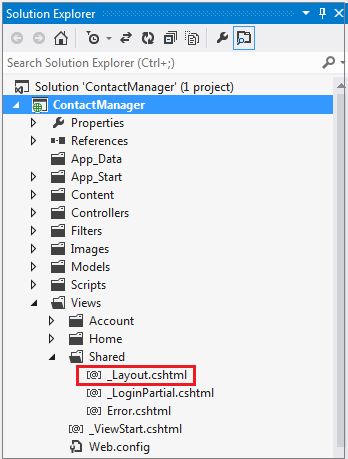 Solution Explorer
Search Solution Explorer (Ctrl+;)
Solution 'ContactManager' (1 project)
ContactManager
Properties
References
App_Data
App_Start
Content
Controllers
Filters
Images
Models
Scripts
Views
Account
Home
Shared
[@] _Layout.cshtml
[@] _LoginPartial.cshtml
[@] Error.cshtml
[@] _ViewStart.cshtml
Web.config